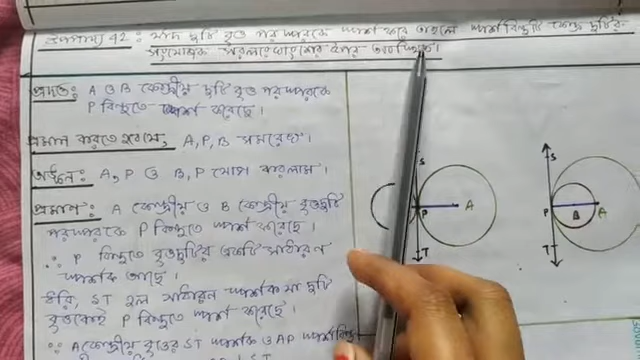 উপপাদ্য 42: যদি দুটি বৃত্ত পরস্পরকে স্পর্শ করে তাহলে স্পর্শবিন্দুটি কেন্দ্র দুটির
সংযোজক সরলরেখাংশের উপর
প্রদত্ত: A ও B কেন্দ্রীয় দুটি বৃত্ত পরস্পরকে
P বিন্দুতে স্পর্শ করেছে।
প্রমাণ করতে হবে যে, A, P, B সমরেখ।
অঙ্কন: A, P ও B, P যোগ করলাম।
প্রমাণ: A কেন্দ্রীয় ও B কেন্দ্রীয় বৃত্তদুটি
পরস্পরকে P বিন্দুতে স্পর্শ করেছে।
∴ P বিন্দুতে বৃত্তদুটির একটি সাধারণ
স্পর্শক আছে।
ধরি, ST হল সাধারণ স্পর্শক যা দুটি
বৃত্তকেই P বিন্দুতে স্পর্শ করেছে।
∴ A কেন্দ্রীয় বৃত্তের ST স্পর্শক ও AP
S
P
A
T
S
P
B
A
T